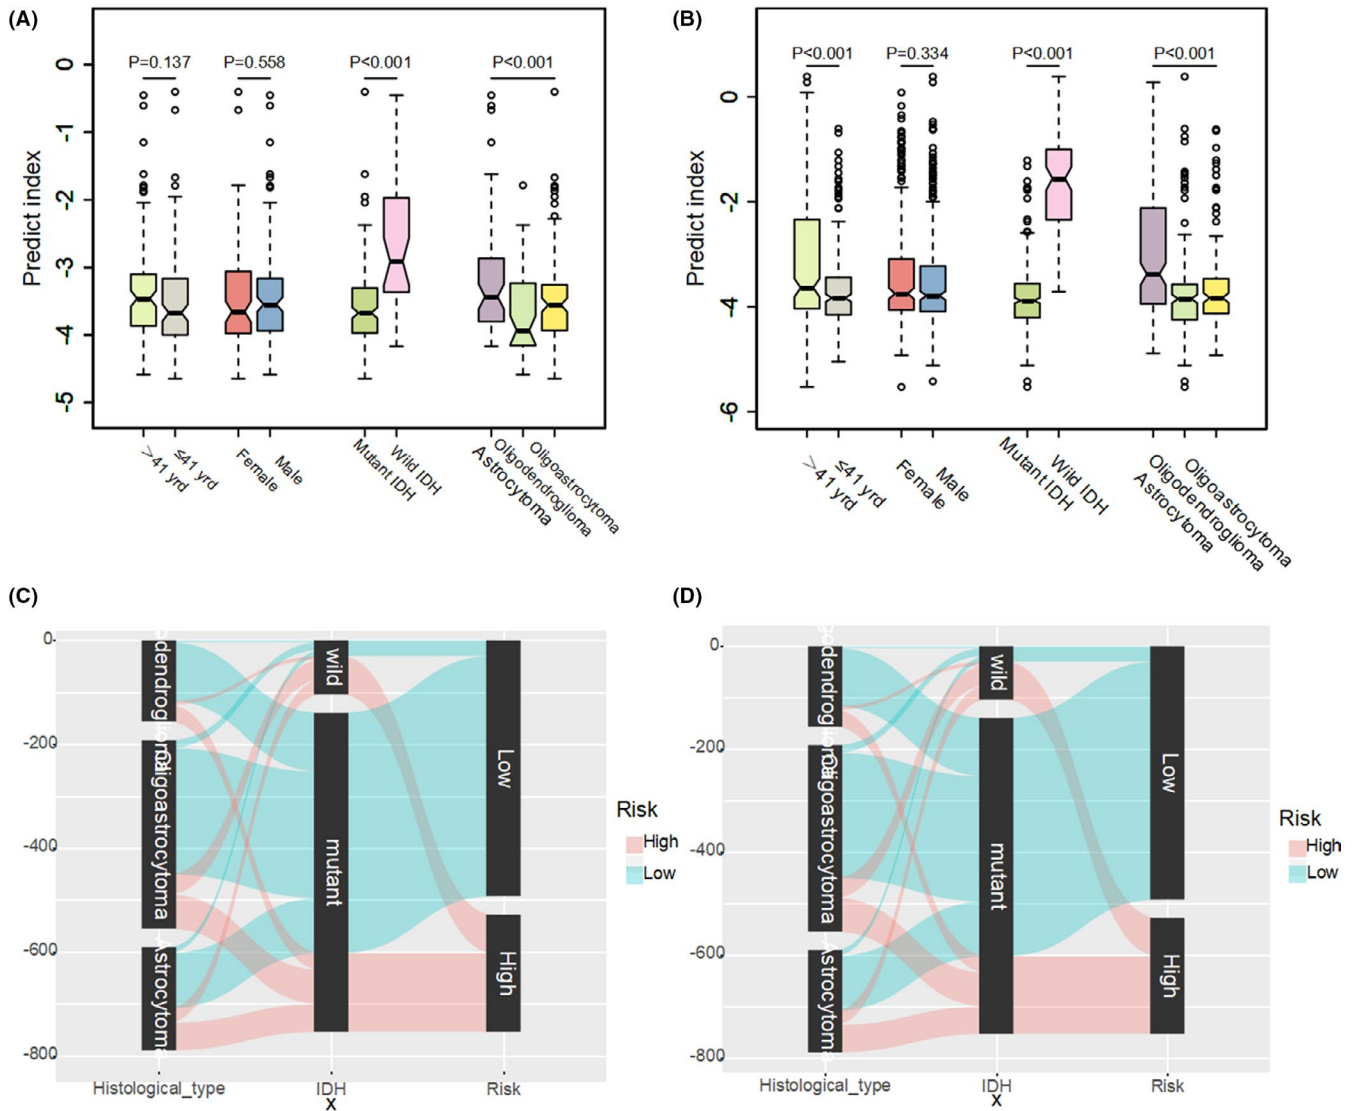 (A)
P=0.137 P=0.558 P<0.001 P<0.001
Predict index
0
-1
-2
-3
-4
-5
>41 yrd
≤41 yrd
Female
Male
Mutant IDH
Wild IDH
Astrocytoma
Oligodendroglioma
Oligoastrocytoma
(B)
P<0.001 P=0.334 P<0.001 P<0.001
Predict index
0
-2
-4
-6
>41 yrd
≤41 yrd
Female
Male
Mutant IDH
Wild IDH
Astrocytoma
Oligodendroglioma
Oligoastrocytoma
(C)
0
-200
-400
-600
-800
godendroglioma
Oligoastrocytoma
Astrocytoma
wild
mutant
Low
High
Histological_type IDH Risk
x
Risk
High
Low
(D)
0
-200
-400
-600
-800
godendroglioma
Oligoastrocytoma
Astrocytoma
wild
mutant
Low
High
Histological_type IDH Risk
x
Risk
High
Low